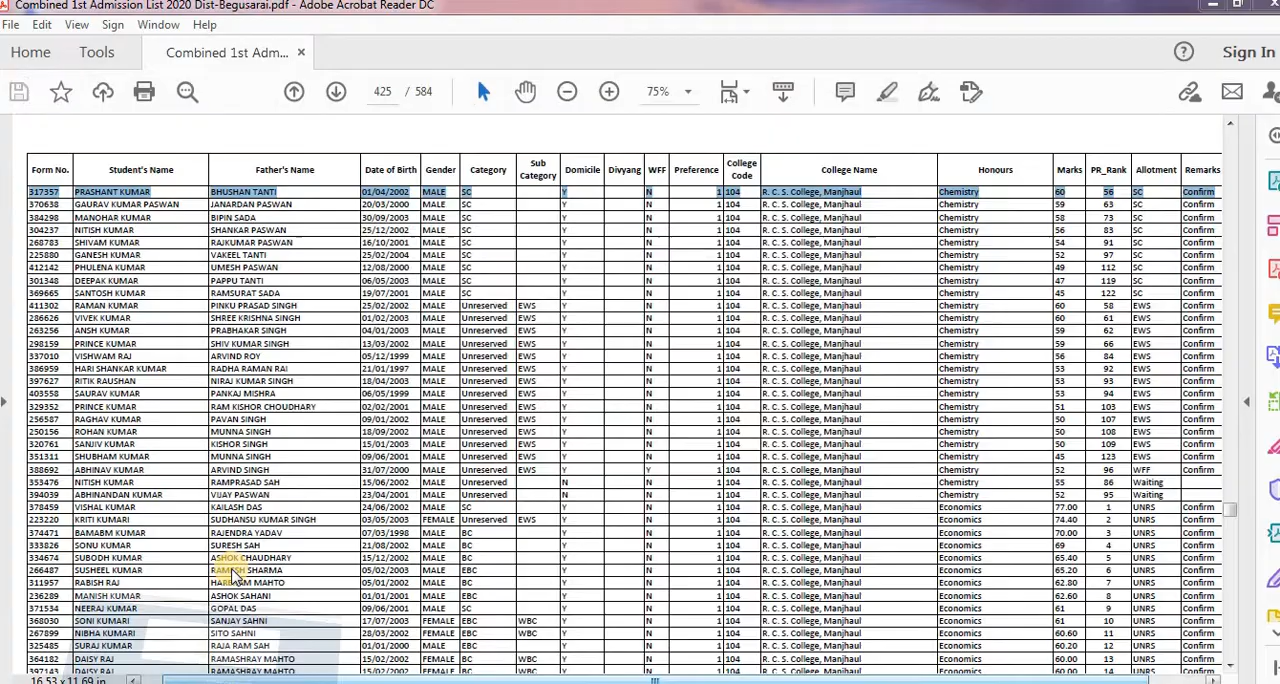 Combined 1st Admission List 2020 Dist-Begusarai.pdf - Adobe Acrobat Reader DC
File Edit View Sign Window Help
Home Tools Combined 1st Adm... × ? Sign In
425 / 584 75%
Form No. Student's Name Father's Name Date of Birth Gender Category Sub Category Domicile Divyang WFF Preference College Code College Name Honours Marks PR_Rank Allotment Remarks
317357 PRASHANT KUMAR BHUSHAN TANTI 01/04/2002 MALE SC Y N 1 104 R. C. S. College, Manjhaul Chemistry 60 56 SC Confirm
370638 GAURAV KUMAR PASWAN JANARDAN PASWAN 20/03/2000 MALE SC Y N 1 104 R. C. S. College, Manjhaul Chemistry 59 63 SC Confirm
384298 MANOHAR KUMAR BIPIN SADA 30/09/2003 MALE SC Y N 1 104 R. C. S. College, Manjhaul Chemistry 58 73 SC Confirm
304237 NITISH KUMAR SHANKAR PASWAN 25/12/2002 MALE SC Y N 1 104 R. C. S. College, Manjhaul Chemistry 56 83 SC Confirm
268783 SHIVAM KUMAR RAJKUMAR PASWAN 16/10/2001 MALE SC Y N 1 104 R. C. S. College, Manjhaul Chemistry 54 91 SC Confirm
225880 GANESH KUMAR VAKEEL TANTI 25/02/2004 MALE SC Y N 1 104 R. C. S. College, Manjhaul Chemistry 52 97 SC Confirm
412142 PHULENA KUMAR UMESH PASWAN 12/08/2000 MALE SC Y N 1 104 R. C. S. College, Manjhaul Chemistry 49 112 SC Confirm
301348 DEEPAK KUMAR PAPPU TANTI 06/05/2003 MALE SC Y N 1 104 R. C. S. College, Manjhaul Chemistry 47 119 SC Confirm
369665 SANTOSH KUMAR RAMSURAT SADA 19/07/2001 MALE SC Y N 1 104 R. C. S. College, Manjhaul Chemistry 45 122 SC Confirm
411302 RAMAN KUMAR PINKU PRASAD SINGH 25/02/2002 MALE Unreserved EWS Y N 1 104 R. C. S. College, Manjhaul Chemistry 60 58 EWS Confirm
286626 VIVEK KUMAR SHREE KRISHNA SINGH 01/01/2003 MALE Unreserved EWS Y N 1 104 R. C. S. College, Manjhaul Chemistry 60 61 EWS Confirm
263256 ANSH KUMAR PRABHAKAR SINGH 04/01/2003 MALE Unreserved EWS Y N 1 104 R. C. S. College, Manjhaul Chemistry 59 62 EWS Confirm
298159 PRINCE KUMAR SHIV KUMAR SINGH 13/02/2003 MALE Unreserved EWS Y N 1 104 R. C. S. College, Manjhaul Chemistry 59 66 EWS Confirm
337010 VISHWAM RAJ ARVIND ROY 05/12/1999 MALE Unreserved EWS Y N 1 104 R. C. S. College, Manjhaul Chemistry 56 84 EWS Confirm
386959 HARI SHANKAR KUMAR RADHA RAMAN RAI 21/01/1997 MALE Unreserved EWS Y N 1 104 R. C. S. College, Manjhaul Chemistry 53 92 EWS Confirm
397627 RITIK RAUSHAN NIRAJ KUMAR SINGH 18/04/2003 MALE Unreserved EWS Y N 1 104 R. C. S. College, Manjhaul Chemistry 53 93 EWS Confirm
403558 SAURAV KUMAR PANKAJ MISHRA 06/05/1999 MALE Unreserved EWS Y N 1 104 R. C. S. College, Manjhaul Chemistry 53 94 EWS Confirm
329352 PRINCE KUMAR RAM KISHOR CHOUDHARY 02/02/2001 MALE Unreserved EWS Y N 1 104 R. C. S. College, Manjhaul Chemistry 51 103 EWS Confirm
256587 RAGHAV KUMAR PAVAN SINGH 01/02/2002 MALE Unreserved EWS Y N 1 104 R. C. S. College, Manjhaul Chemistry 50 107 EWS Confirm
250156 ROHAN KUMAR MUNNA SINGH 18/09/2002 MALE Unreserved EWS Y N 1 104 R. C. S. College, Manjhaul Chemistry 50 108 EWS Confirm
320761 SANJIV KUMAR KISHOR SINGH 15/01/2003 MALE Unreserved EWS Y N 1 104 R. C. S. College, Manjhaul Chemistry 50 109 EWS Confirm
351311 SHUBHAM KUMAR MUNNA SINGH 09/05/2003 MALE Unreserved EWS Y N 1 104 R. C. S. College, Manjhaul Chemistry 45 123 EWS Confirm
388692 ABHINAV KUMAR ARVIND SINGH 31/07/2000 MALE Unreserved EWS Y Y 1 104 R. C. S. College, Manjhaul Chemistry 52 96 WFF Confirm
353476 NITISH KUMAR RAMPRASAD SAH 15/06/2002 MALE Unreserved N N 1 104 R. C. S. College, Manjhaul Chemistry 55 86 Waiting
394039 ABHINANDAN KUMAR VIJAY PASWAN 23/04/2001 MALE Unreserved N N 1 104 R. C. S. College, Manjhaul Chemistry 52 95 Waiting
378459 VISHAL KUMAR KAILASH DAS 24/06/2002 MALE SC Y N 1 104 R. C. S. College, Manjhaul Economics 77.00 1 UNRS Confirm
223220 KRITI KUMARI SUDHANSU KUMAR SINGH 03/05/2003 FEMALE Unreserved EWS Y N 1 104 R. C. S. College, Manjhaul Economics 74.40 2 UNRS Confirm
374471 BAMABM KUMAR RAJENDRA YADAV 07/03/1998 MALE BC Y N 1 104 R. C. S. College, Manjhaul Economics 70.00 3 UNRS Confirm
333826 SONU KUMAR SURESH SAH 21/08/2002 MALE BC Y N 1 104 R. C. S. College, Manjhaul Economics 69 4 UNRS Confirm
334674 SUBODH KUMAR ASHOK CHAUDHARY 15/12/2002 MALE BC Y N 1 104 R. C. S. College, Manjhaul Economics 65.40 5 UNRS Confirm
266487 SUSHEEL KUMAR SHARMA 05/02/2003 MALE EBC Y N 1 104 R. C. S. College, Manjhaul Economics 65.20 6 UNRS Confirm
311957 RABISH RAJ MAHTO 05/01/2002 MALE BC Y N 1 104 R. C. S. College, Manjhaul Economics 62.80 7 UNRS Confirm
236289 MANISH KUMAR ASHOK SAHANI 01/01/2001 MALE EBC Y N 1 104 R. C. S. College, Manjhaul Economics 62.60 8 UNRS Confirm
371534 NEERAJ KUMAR GOPAL DAS 09/06/2001 MALE SC Y N 1 104 R. C. S. College, Manjhaul Economics 61 9 UNRS Confirm
368030 SONI KUMARI SANJAY SAHNI 17/07/2003 FEMALE EBC WBC Y N 1 104 R. C. S. College, Manjhaul Economics 61 10 UNRS Confirm
267899 NIBHA KUMARI SITO SAHNI 28/03/2002 FEMALE EBC WBC Y N 1 104 R. C. S. College, Manjhaul Economics 60.60 11 UNRS Confirm
325485 SURAJ KUMAR RAJA RAM SAH 01/01/2000 MALE EBC Y N 1 104 R. C. S. College, Manjhaul Economics 60.20 12 UNRS Confirm
364182 DAISY RAJ RAMASHRAY MAHTO 15/02/2002 FEMALE BC WBC Y N 1 104 R. C. S. College, Manjhaul Economics 60.00 13 UNRS Confirm
397143 DAISY RAJTO RAMASHRAY MAHTO 15/02/2002 FEMALE BC WBC Y N 1 104 R. C. S. College, Manjhaul Economics 60.00 14 UNRS Confirm
16.53 x 11.69 in